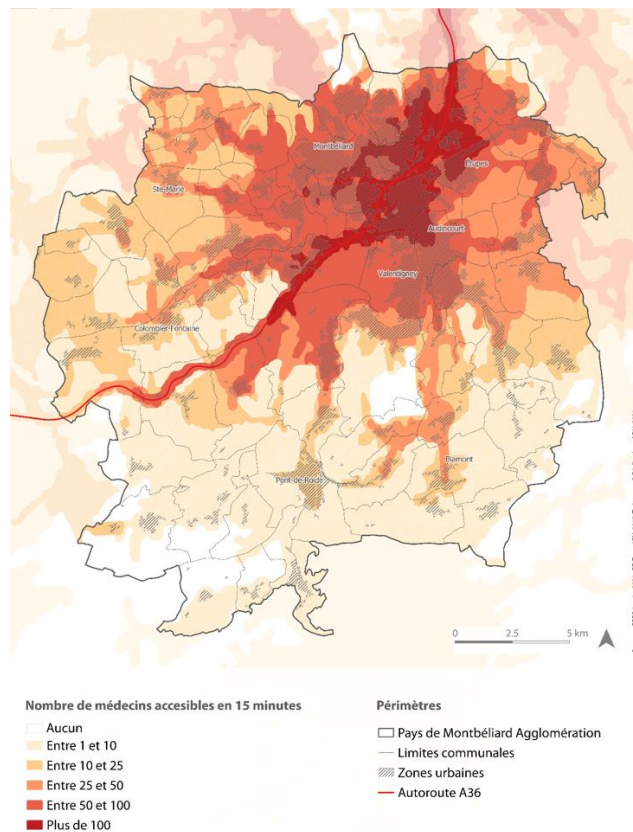 Montbéliard
Étupes
Ste-Marie
Audincourt
Valentigney
Colombier-Fontaine
Blamont
Pont-de-Roide
0 2.5 5 km
Nombre de médecins accesibles en 15 minutes
Aucun
Entre 1 et 10
Entre 10 et 25
Entre 25 et 50
Entre 50 et 100
Plus de 100
Périmètres
Pays de Montbéliard Agglomération
Limites communales
Zones urbaines
Autoroute A36